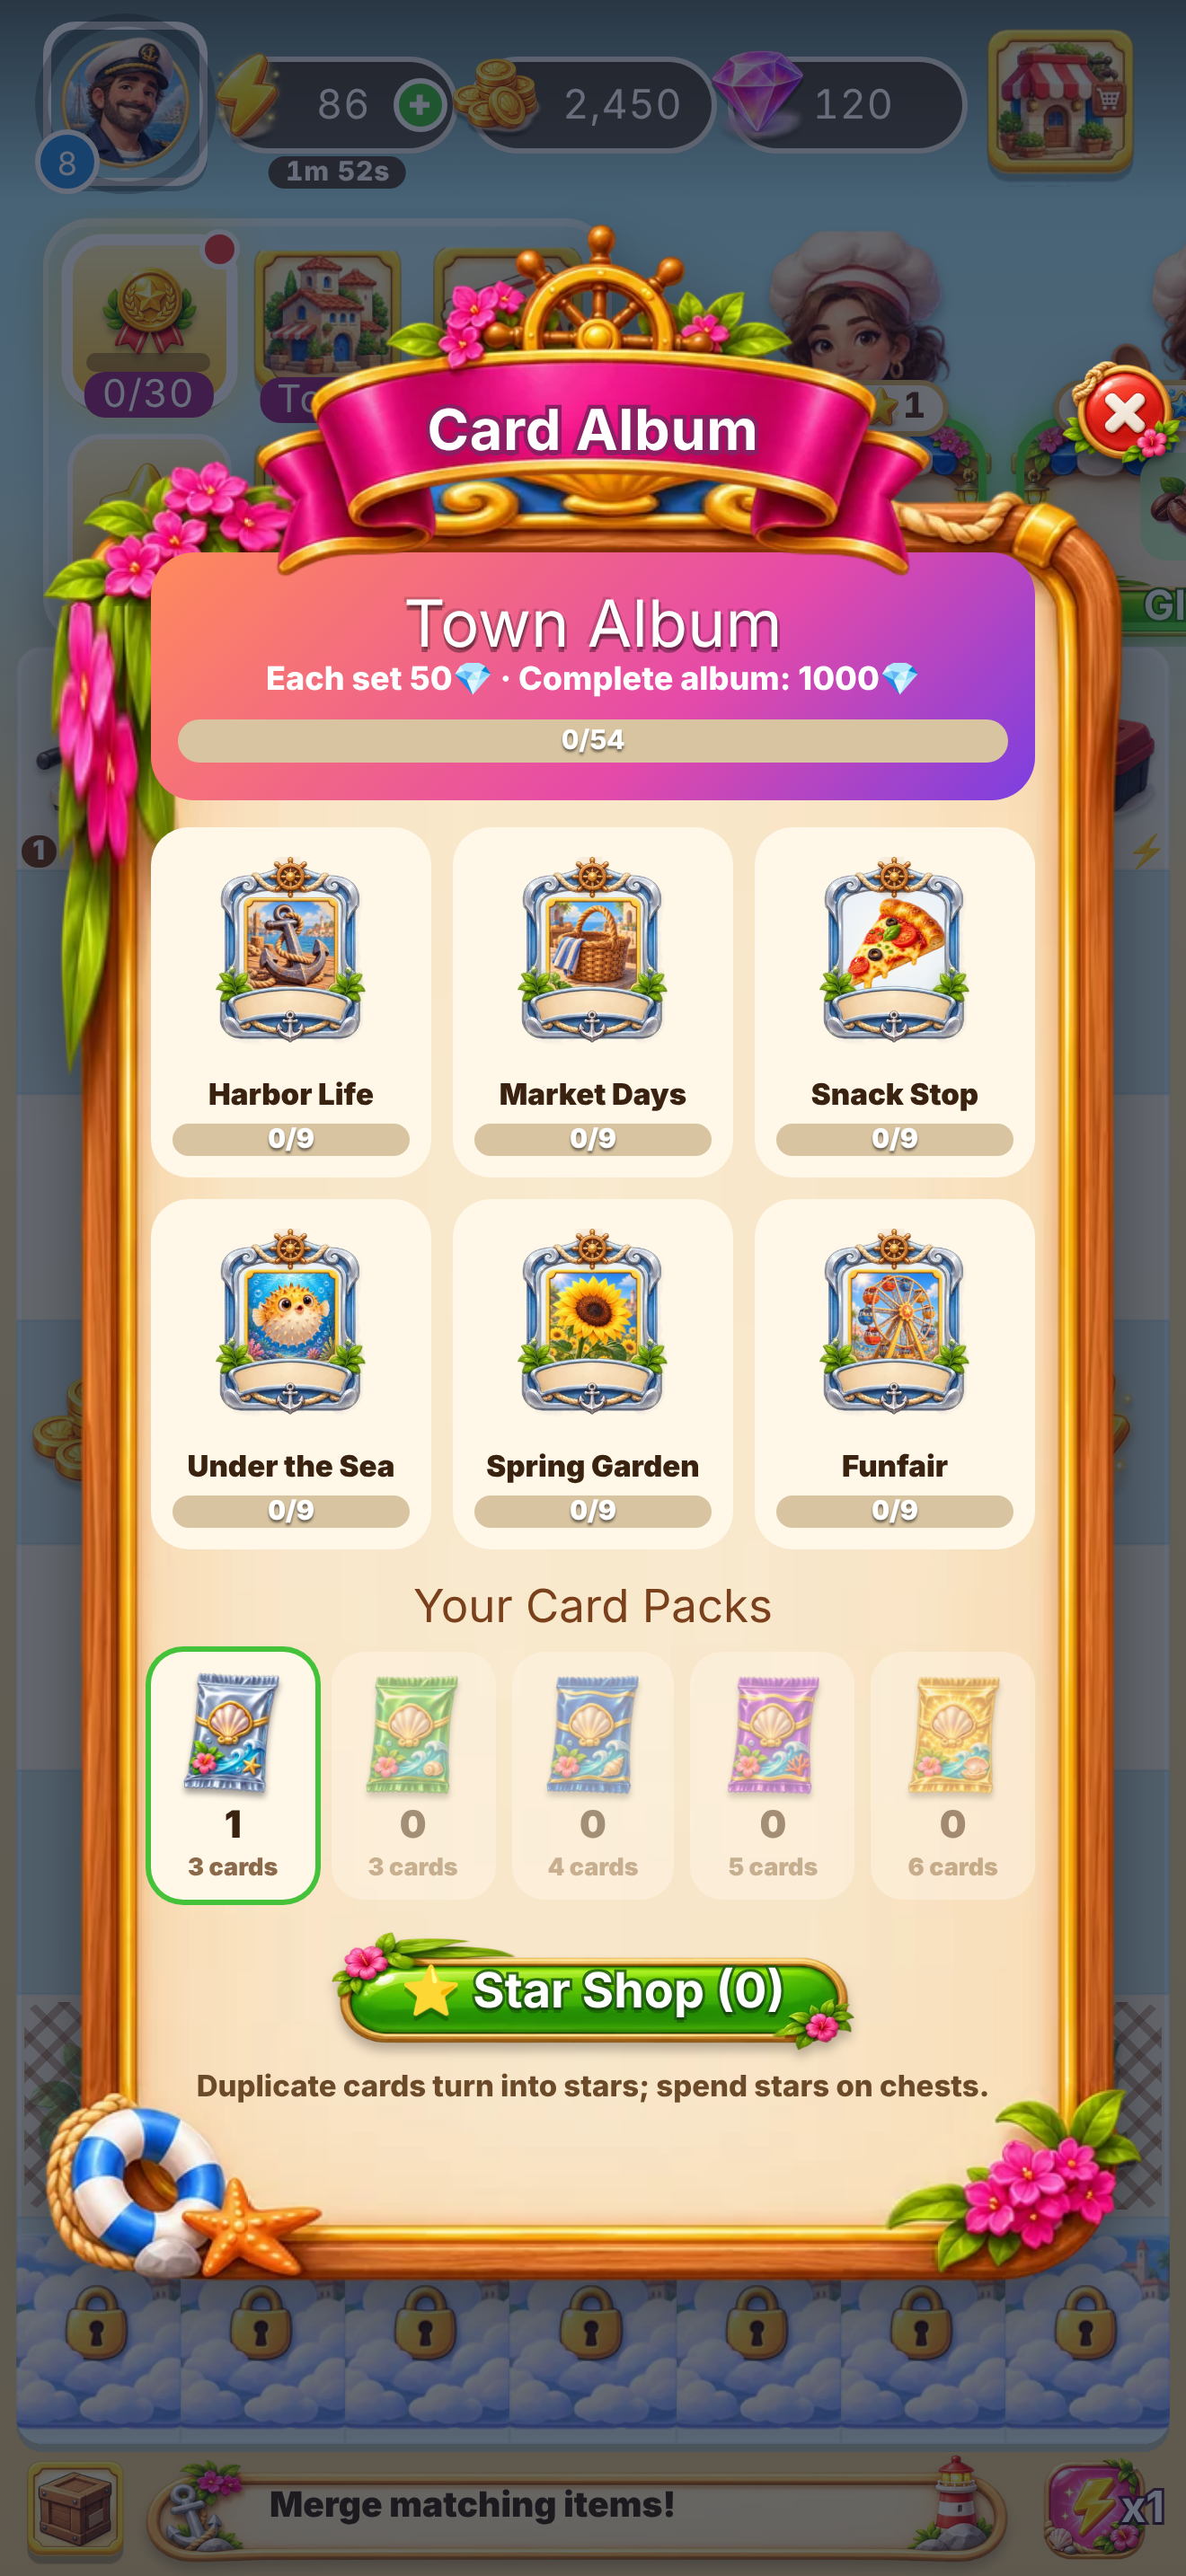 86
2,450
120
8
1m 52s
0/30
To
1
Card Album
Gl
Town Album
Each set 50💎 · Complete album: 1000💎
0/54
1
Harbor Life
Market Days
Snack Stop
0/9
0/9
0/9
Under the Sea
Spring Garden
Funfair
0/9
0/9
0/9
Your Card Packs
1
0
0
0
0
3 cards
3 cards
4 cards
5 cards
6 cards
⭐ Star Shop (0)
Duplicate cards turn into stars; spend stars on chests.
Merge matching items!
x1